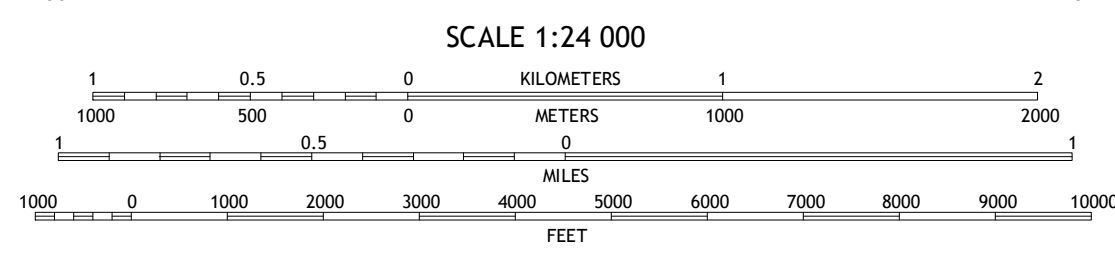 SCALE 1:24 000
1 0.5 0 KILOMETERS 1 2
1000 500 0 METERS 1000 2000
1 0.5 0 1
MILES
1000 0 1000 2000 3000 4000 5000 6000 7000 8000 9000 10000
FEET